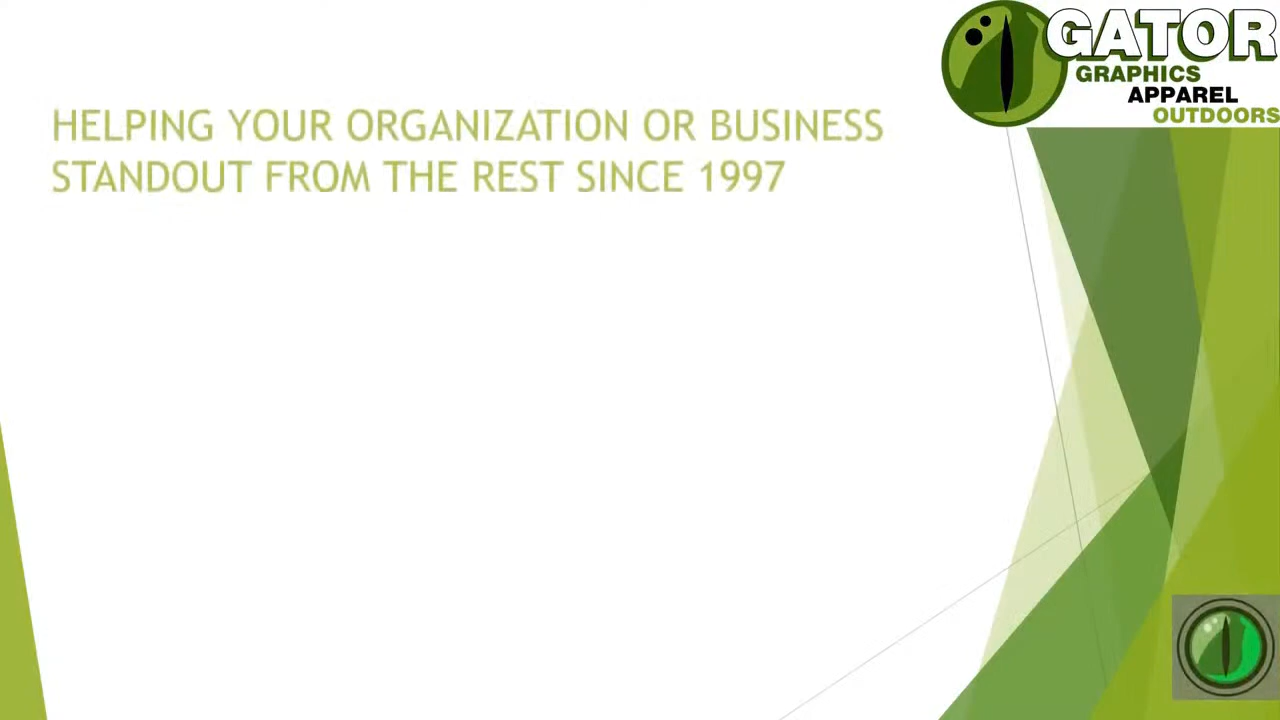 GATOR
GRAPHICS
APPAREL
OUTDOORS
HELPING YOUR ORGANIZATION OR BUSINESS
STANDOUT FROM THE REST SINCE 1997